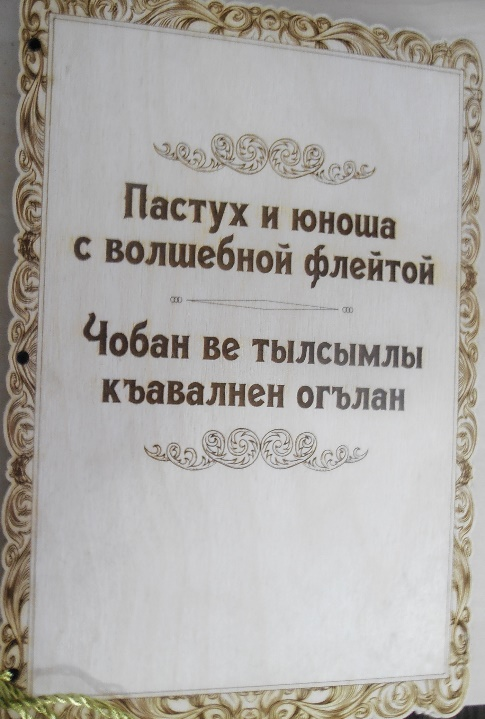 Пастух и юноша
с волшебной флейтой
Чобан ве тылсымлы
къавалнен огълан